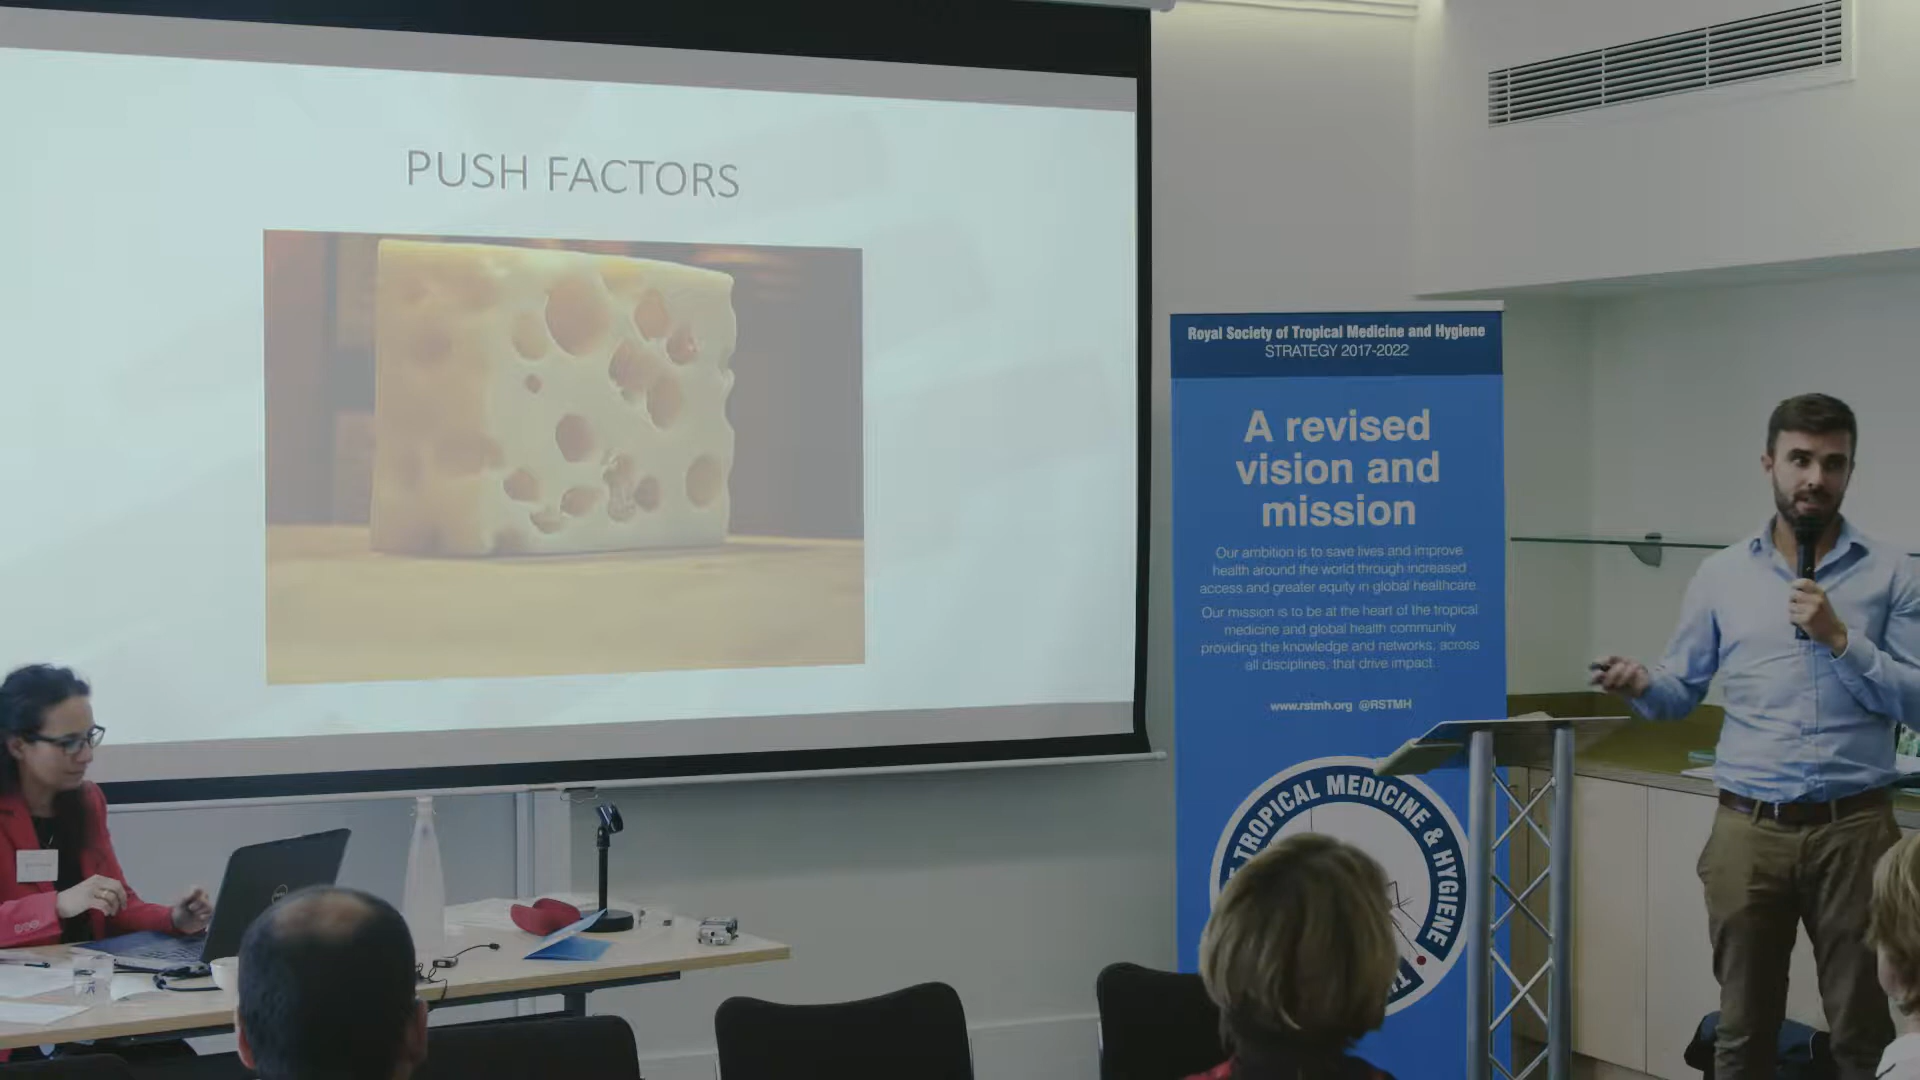 PUSH FACTORS
Royal Society of Tropical Medicine and Hygiene
STRATEGY 2017-2022
A revised
vision and
mission
Our ambition is to save lives and improve
health around the world through increased
access and greater equity in global healthcare.
Our mission is to be at the heart of the tropical
medicine and global health community
providing the knowledge and networks, across
all disciplines, that drive impact.
www.rstmh.org @RSTMH
TROPICAL MEDICINE & HYGIENE